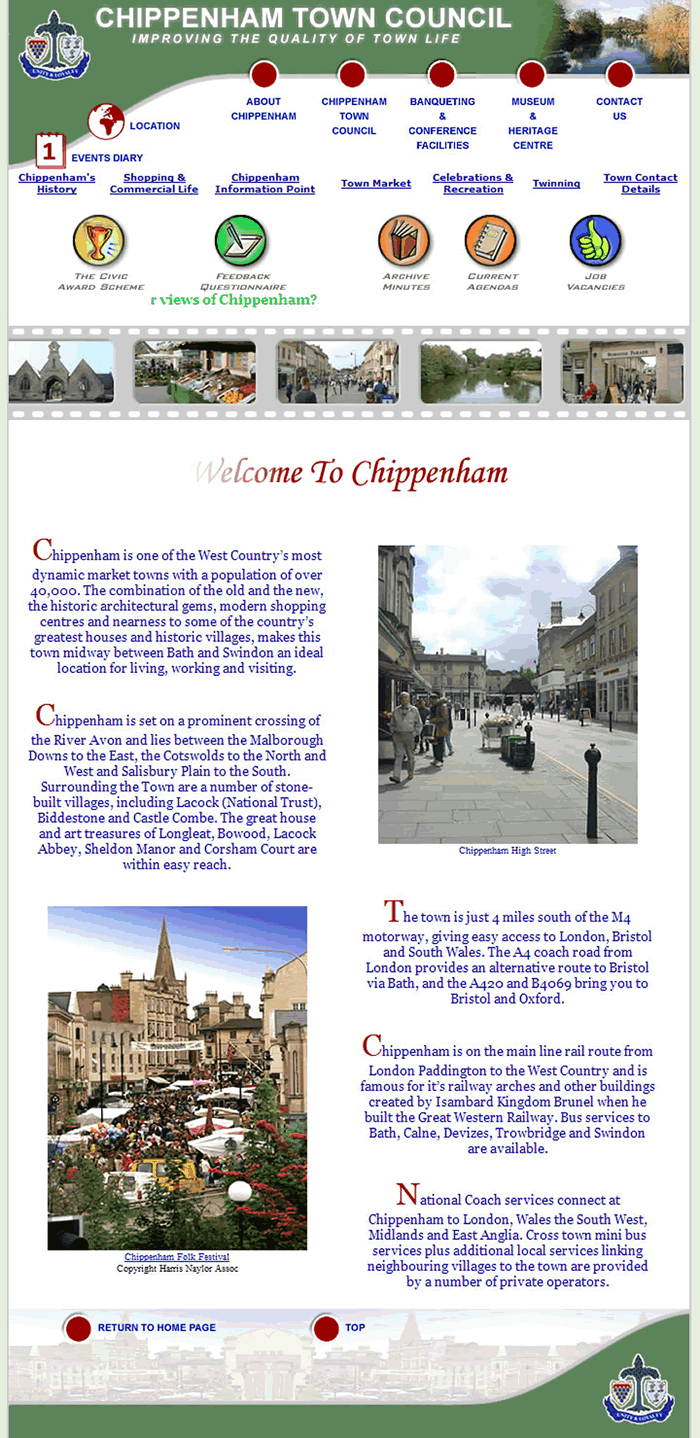 CHIPPENHAM TOWN COUNCIL
IMPROVING THE QUALITY OF TOWN LIFE
UNITY & LOYALTY
ABOUT
CHIPPENHAM
CHIPPENHAM
TOWN
COUNCIL
BANQUETING
&
CONFERENCE
FACILITIES
MUSEUM
&
HERITAGE
CENTRE
CONTACT
US
LOCATION
1
EVENTS DIARY
Chippenham's
History
Shopping &
Commercial Life
Chippenham
Information Point
Town Market
Celebrations &
Recreation
Twinning
Town Contact
Details
THE CIVIC
AWARD SCHEME
FEEDBACK
QUESTIONNAIRE
ARCHIVE
MINUTES
CURRENT
AGENDAS
JOB
VACANCIES
r views of Chippenham?
BOROUGH PARADE
Welcome To Chippenham
Chippenham is one of the West Country's most
dynamic market towns with a population of over
40,000. The combination of the old and the new,
the historic architectural gems, modern shopping
centres and nearness to some of the country's
greatest houses and historic villages, makes this
town midway between Bath and Swindon an ideal
location for living, working and visiting.
Chippenham is set on a prominent crossing of
the River Avon and lies between the Malborough
Downs to the East, the Cotswolds to the North and
West and Salisbury Plain to the South.
Surrounding the Town are a number of stone-
built villages, including Lacock (National Trust),
Biddestone and Castle Combe. The great house
and art treasures of Longleat, Bowood, Lacock
Abbey, Sheldon Manor and Corsham Court are
within easy reach.
Chippenham High Street
Chippenham Folk Festival
Copyright Harris Naylor Assoc
The town is just 4 miles south of the M4
motorway, giving easy access to London, Bristol
and South Wales. The A4 coach road from
London provides an alternative route to Bristol
via Bath, and the A420 and B4069 bring you to
Bristol and Oxford.
Chippenham is on the main line rail route from
London Paddington to the West Country and is
famous for it's railway arches and other buildings
created by Isambard Kingdom Brunel when he
built the Great Western Railway. Bus services to
Bath, Calne, Devizes, Trowbridge and Swindon
are available.
National Coach services connect at
Chippenham to London, Wales the South West,
Midlands and East Anglia. Cross town mini bus
services plus additional local services linking
neighbouring villages to the town are provided
by a number of private operators.
RETURN TO HOME PAGE
TOP
UNITY & LOYALTY